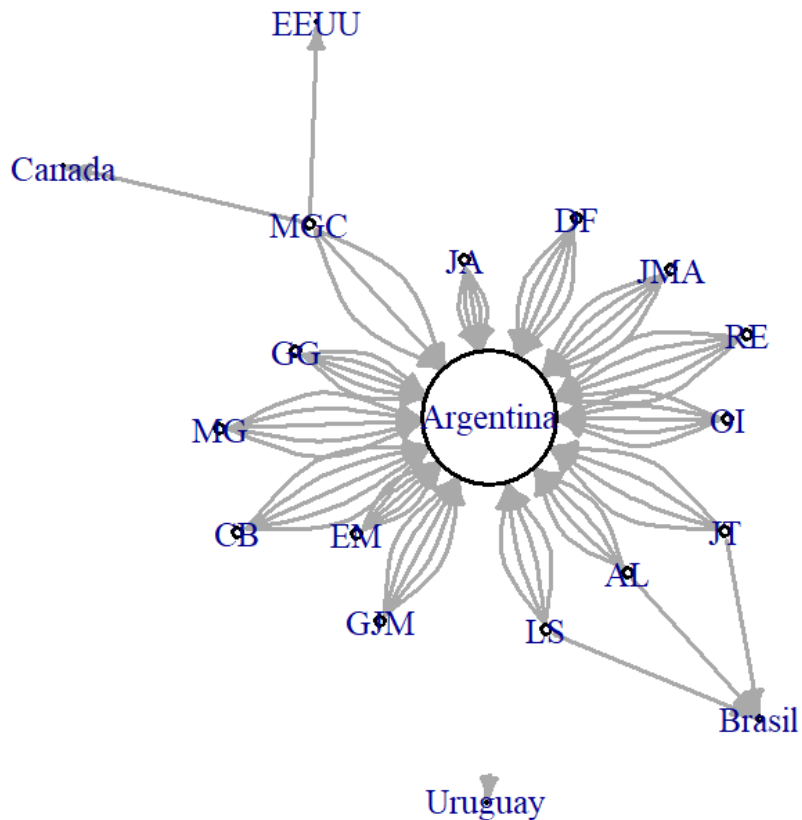 EEUU
Canada
MGC
DF
JA
JMA
RE
GG
Argentina
OI
MG
CB
EM
JT
AL
GJM
LS
Brasil
Uruguay